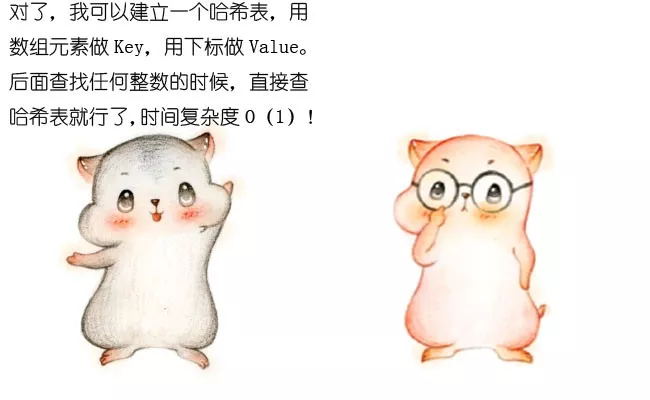 对了，我可以建立一个哈希表，用
数组元素做 Key，用下标做 Value。
后面查找任何整数的时候，直接查
哈希表就行了,时间复杂度 O（1）!